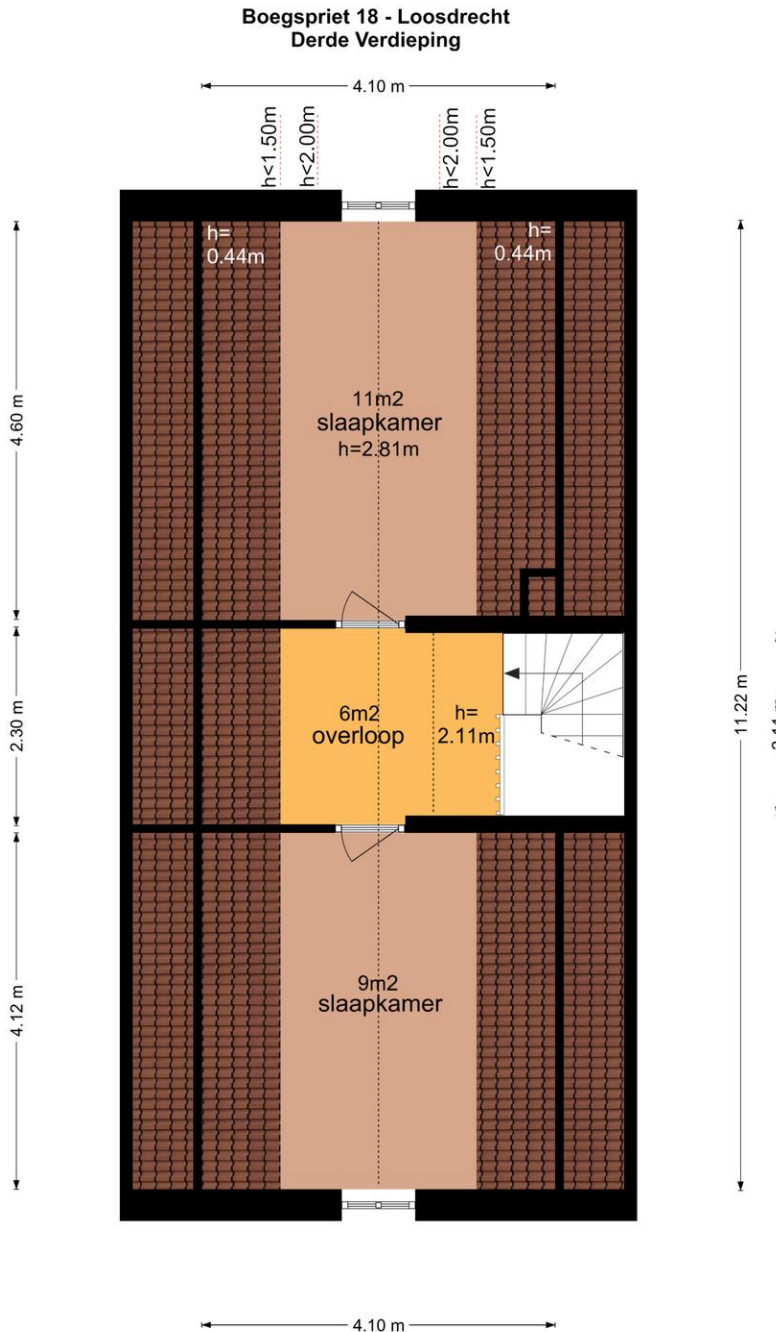 Boegspriet 18 - Loosdrecht
Derde Verdieping
4.10 m
h<1.50m
h<2.00m
h<2.00m
h<1.50m
h=
0.44m
h=
0.44m
4.60 m
11m2
slaapkamer
h=2.81m
2.30 m
6m2
overloop
h=
2.11m
11.22 m
4.12 m
9m2
slaapkamer
4.10 m